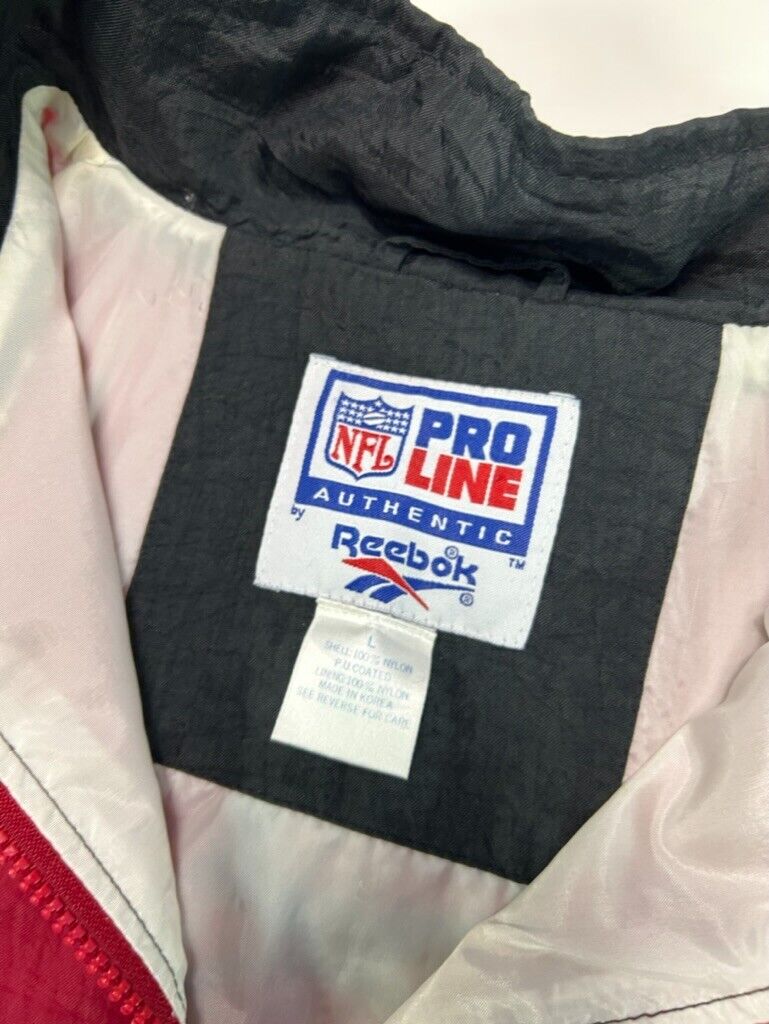 NFL
PRO
LINE
AUTHENTIC
TM
by
Reebok®
®
L
SHELL:100% NYLON
P.U COATED
LINING:100% NYLON
MADE IN KOREA
SEE REVERSE FOR CARE